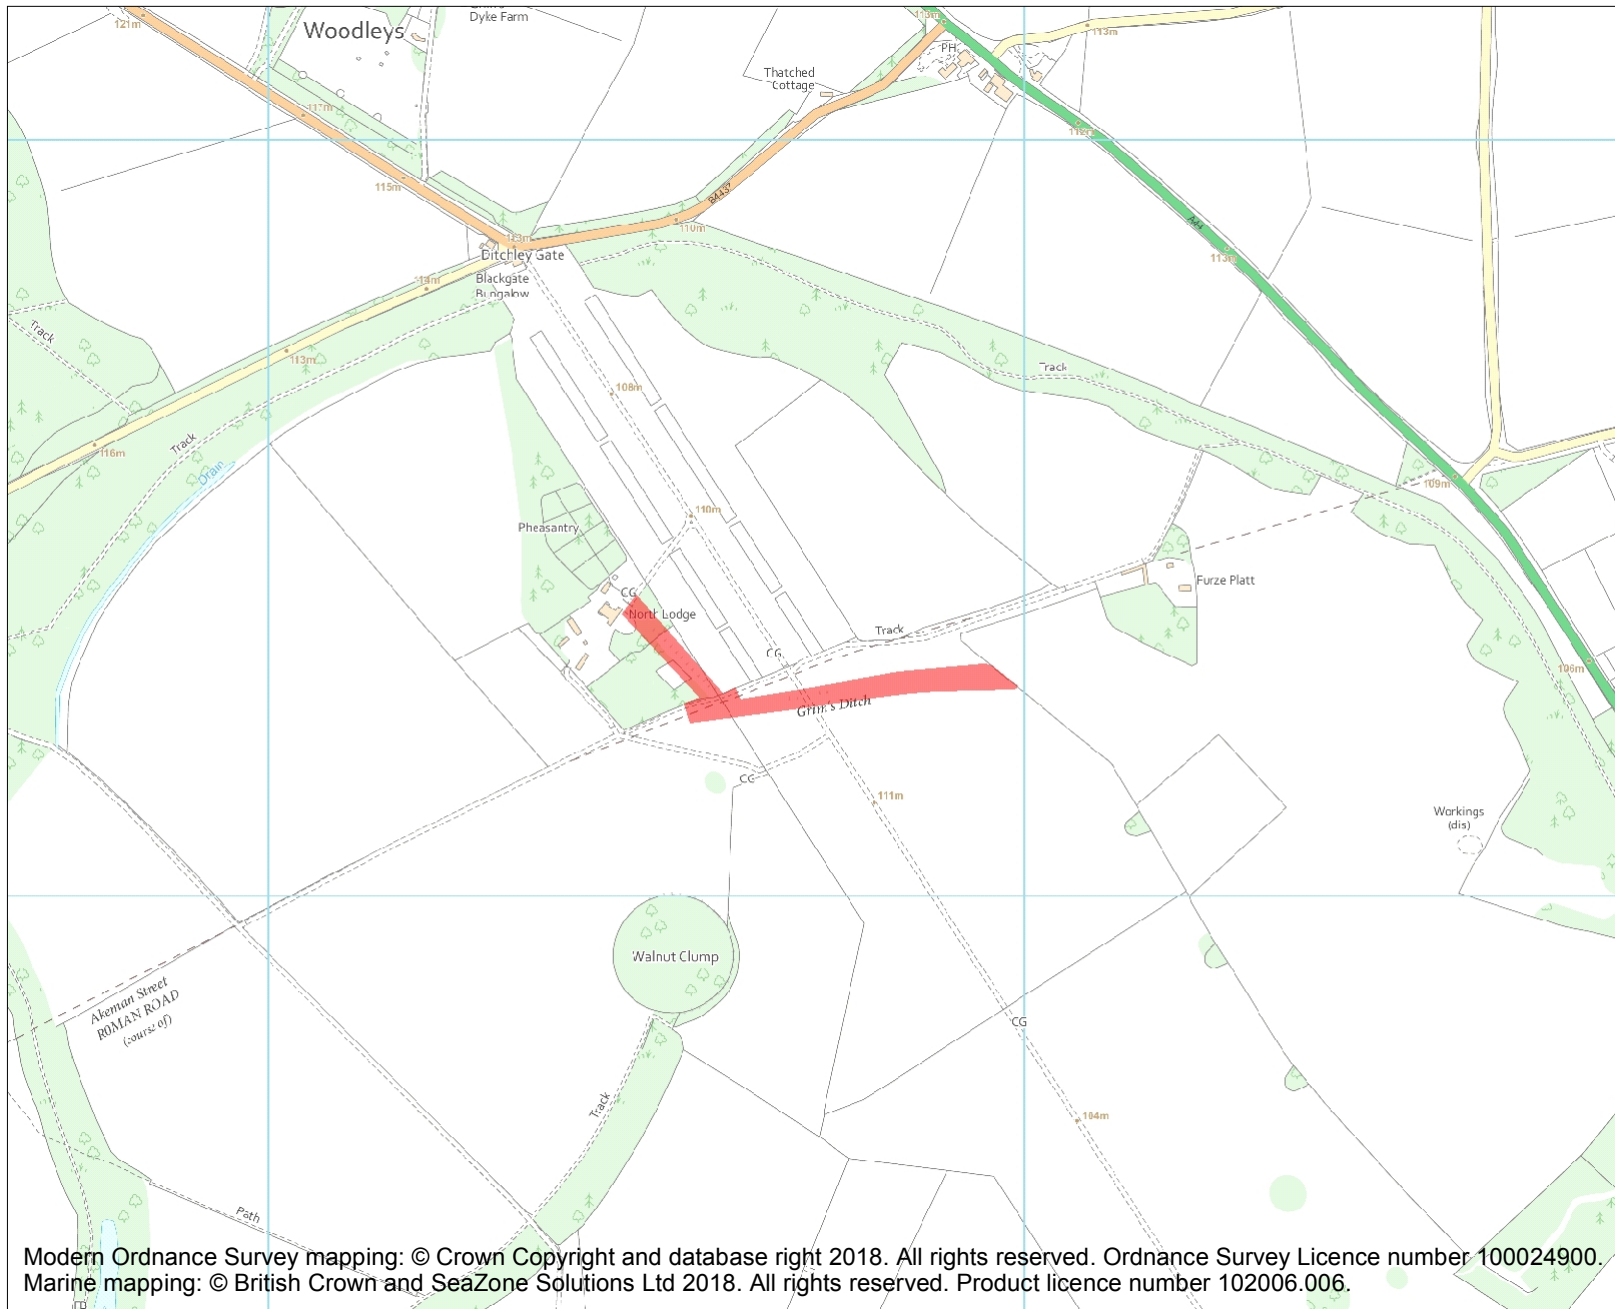 121m
Woodleys
Dyke Farm
113m
PH
113m
Thatched
Cottage
117m
112m
115m
B4437
110m
A44
113m
113m
Ditchley Gate
Blackgate
Bungalow
114m
Track
113m
Track
108m
116m
Track
Drain
109m
110m
Pheasantry
CG
North Lodge
Furze Platt
Track
CG
106m
Grim's Ditch
CG
111m
Workings
(dis)
Walnut Clump
Akeman Street
ROMAN ROAD
(course of)
CG
Track
104m
Path
Modern Ordnance Survey mapping: © Crown Copyright and database right 2018. All rights reserved. Ordnance Survey Licence number 100024900.
Marine mapping: © British Crown and SeaZone Solutions Ltd 2018. All rights reserved. Product licence number 102006.006.